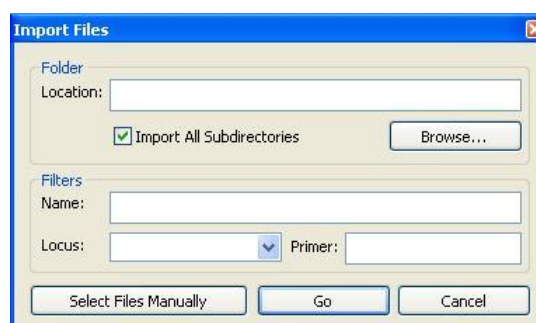 Import Files
Folder
Location:
Import All Subdirectories Browse...
Filters
Name:
Locus: Primer:
Select Files Manually Go Cancel